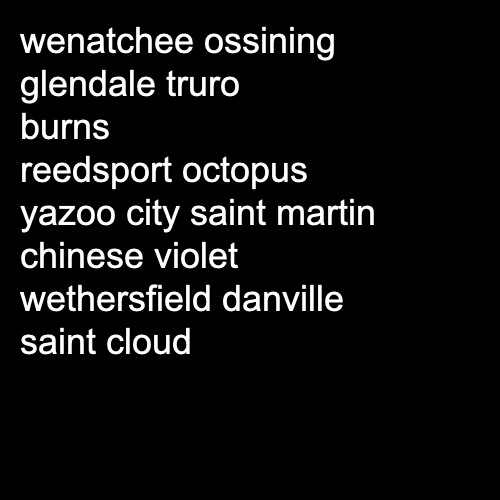 wenatchee ossining
glendale truro
burns
reedsport octopus
yazoo city saint martin
chinese violet
wethersfield danville
saint cloud